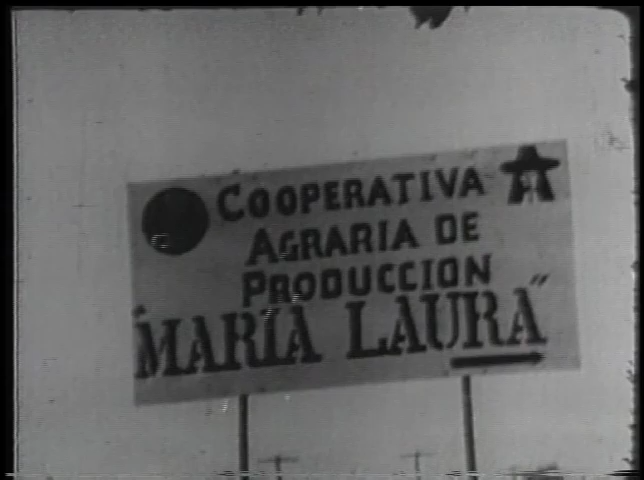 COOPERATIVA
AGRARIA DE
PRODUCCION
"MARIA LAURA"